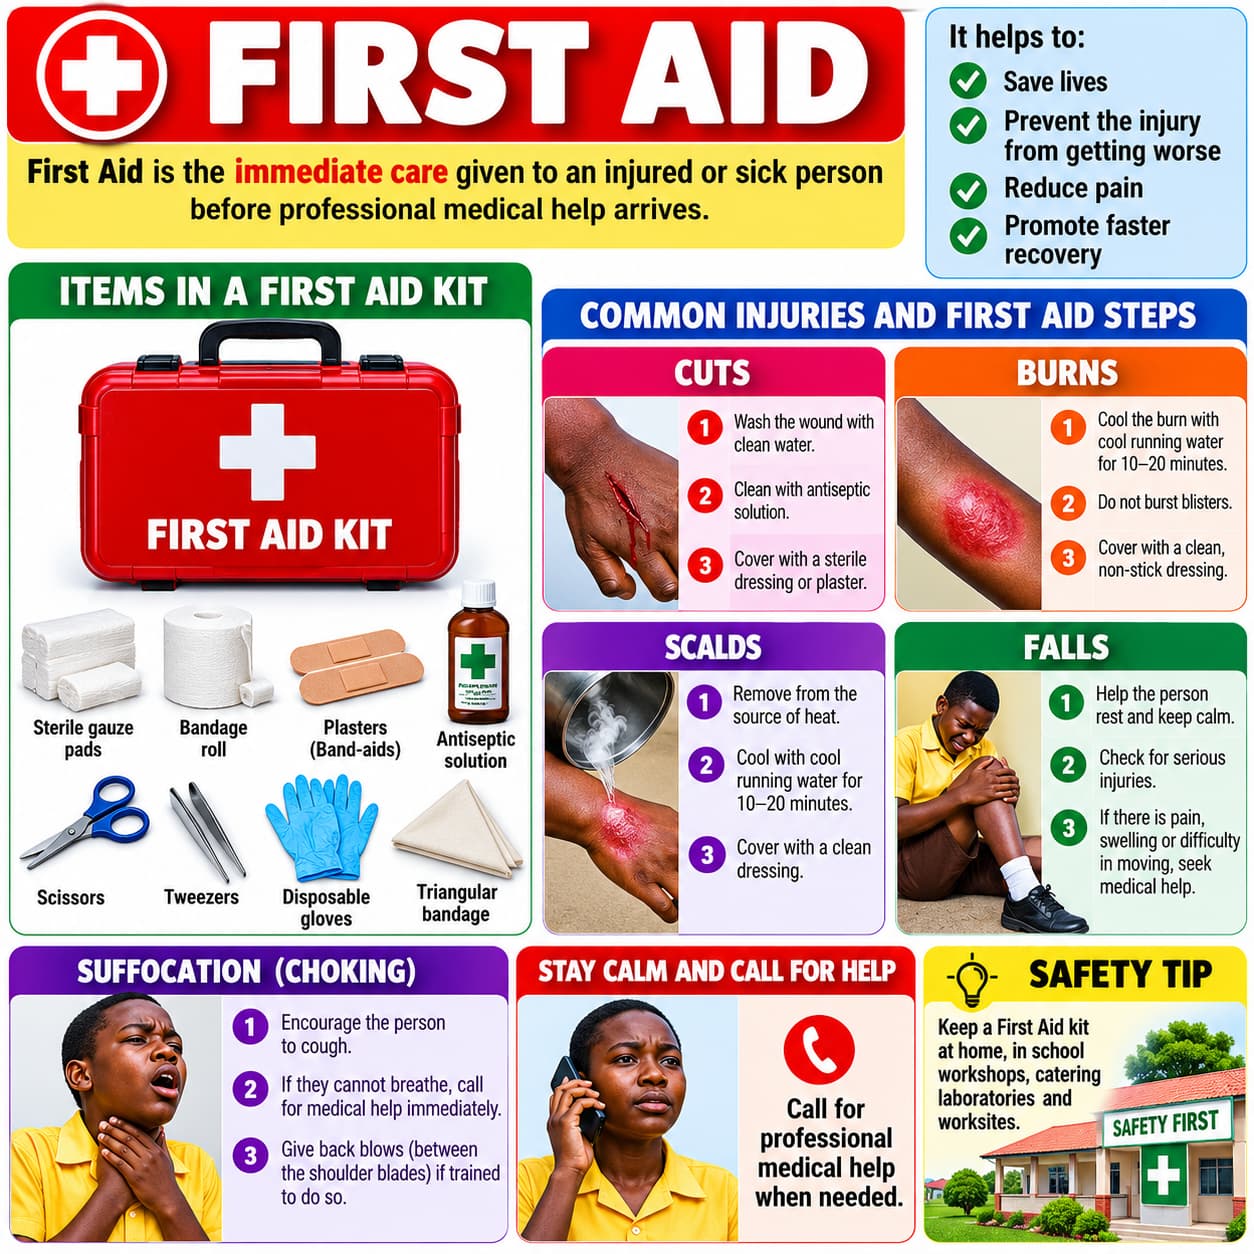 FIRST AID
First Aid is the immediate care given to an injured or sick person
before professional medical help arrives.
It helps to:
Save lives
Prevent the injury
from getting worse
Reduce pain
Promote faster
recovery
ITEMS IN A FIRST AID KIT
FIRST AID KIT
Sterile gauze
pads
Bandage
roll
Plasters
(Band-aids)
Antiseptic
solution
Scissors
Tweezers
Disposable
gloves
Triangular
bandage
COMMON INJURIES AND FIRST AID STEPS
CUTS
1 Wash the wound with
clean water.
2 Clean with antiseptic
solution.
3 Cover with a sterile
dressing or plaster.
BURNS
1 Cool the burn with
cool running water
for 10–20 minutes.
2 Do not burst blisters.
3 Cover with a clean,
non-stick dressing.
SCALDS
1 Remove from the
source of heat.
2 Cool with cool
running water for
10–20 minutes.
3 Cover with a clean
dressing.
FALLS
1 Help the person
rest and keep calm.
2 Check for serious
injuries.
3 If there is pain,
swelling or difficulty
in moving, seek
medical help.
SUFFOCATION (CHOKING)
1 Encourage the person
to cough.
2 If they cannot breathe, call
for medical help immediately.
3 Give back blows (between
the shoulder blades) if trained
to do so.
STAY CALM AND CALL FOR HELP
Call for
professional
medical help
when needed.
SAFETY TIP
Keep a First Aid kit
at home, in school
workshops, catering
laboratories and
worksites.
SAFETY FIRST